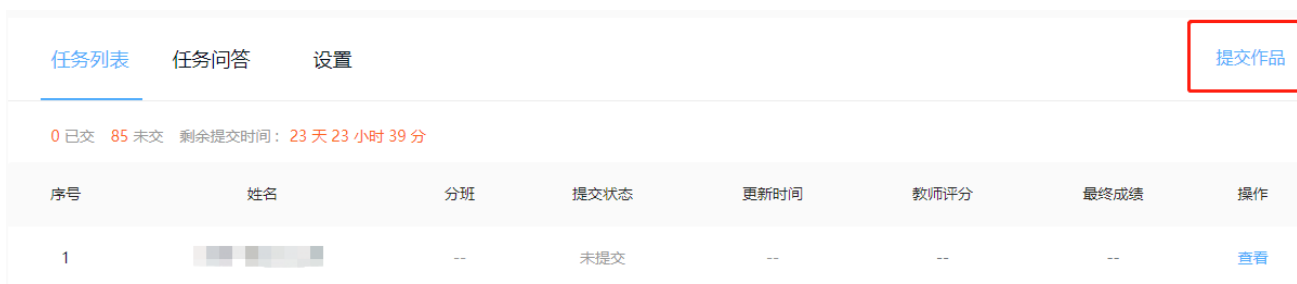 任务列表 任务问答 设置 提交作品
0 已交 85 未交 剩余提交时间：23 天 23 小时 39 分
序号 姓名 分班 提交状态 更新时间 教师评分 最终成绩 操作
1 -- 未提交 -- -- -- 查看